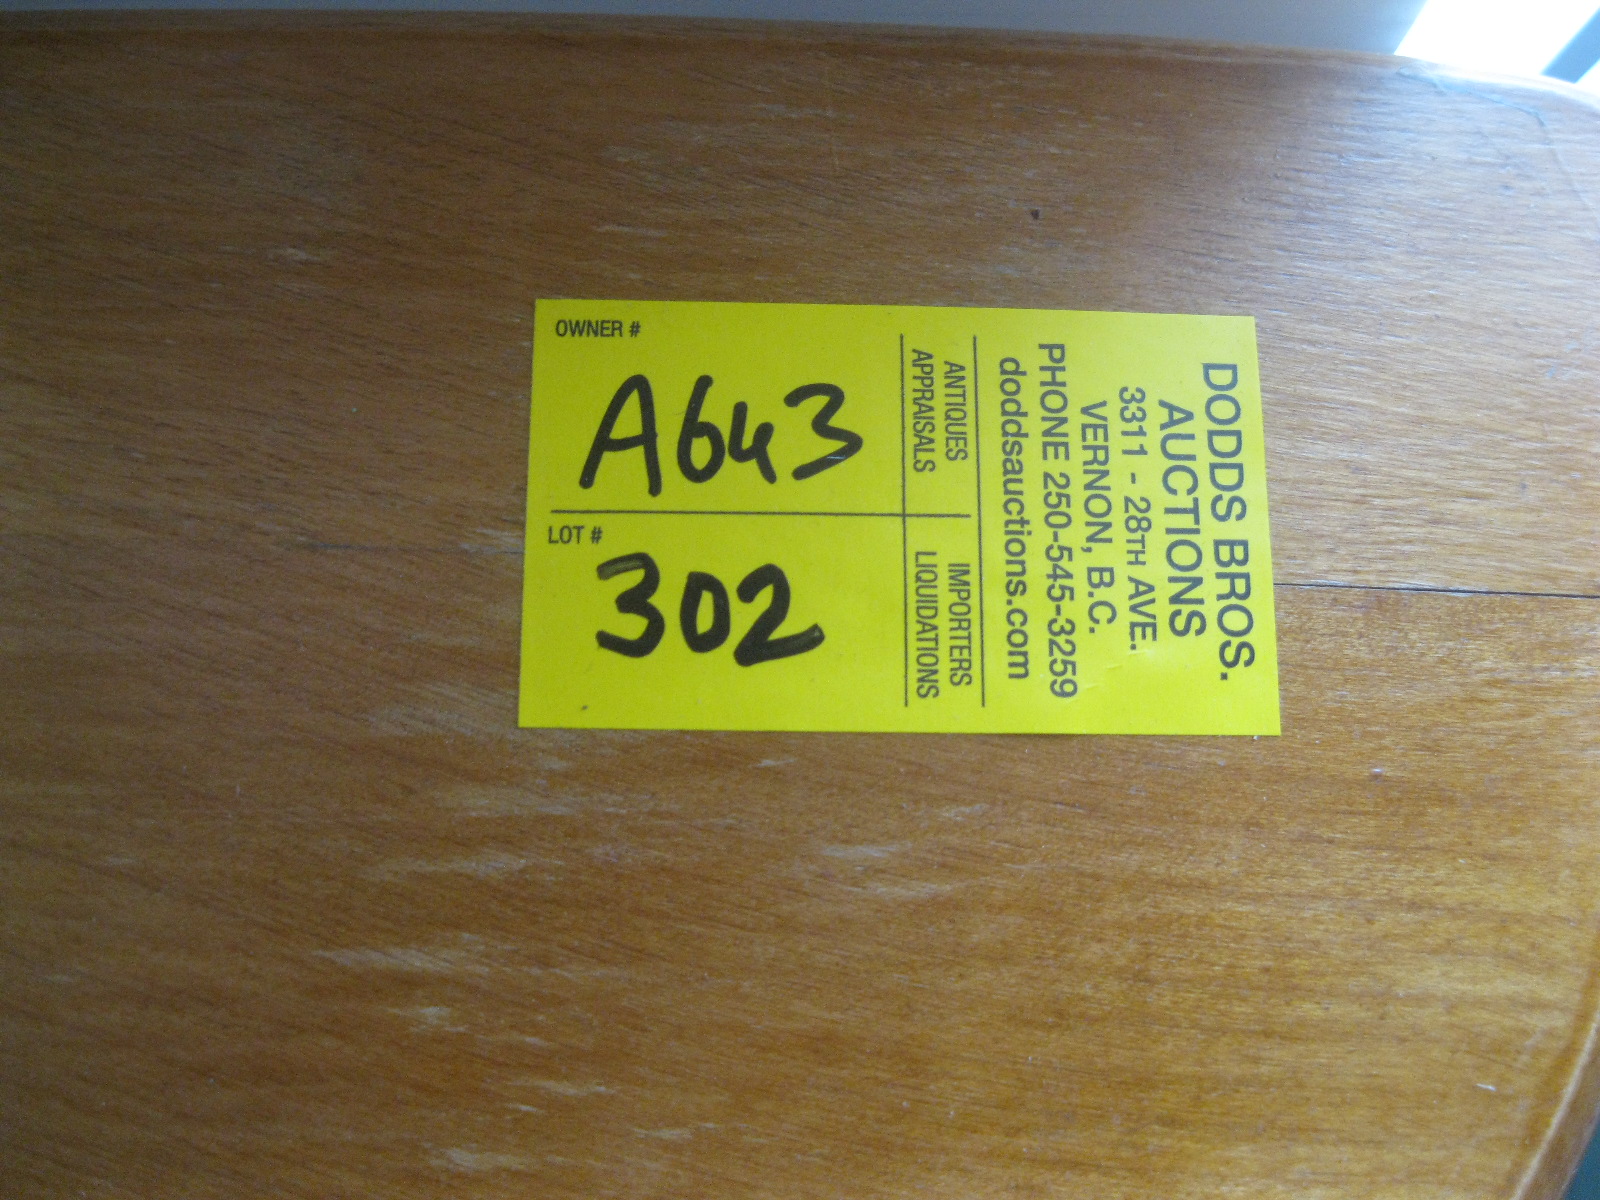 OWNER #
A643
LOT #
302
DODDS BROS.
AUCTIONS
3311 - 28TH AVE.
VERNON, B.C.
PHONE 250-545-3259
doddsauctions.com
ANTIQUES IMPORTERS
APPRAISALS LIQUIDATIONS